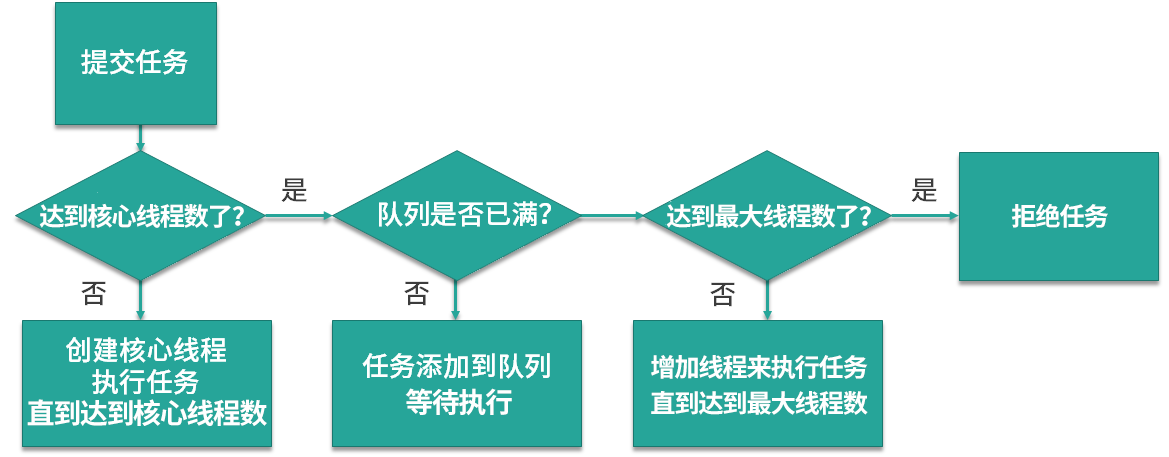 提交任务
达到核心线程数了？
是
队列是否已满？
达到最大线程数了？
是
拒绝任务
否
创建核心线程
执行任务
直到达到核心线程数
否
任务添加到队列
等待执行
否
增加线程来执行任务
直到达到最大线程数